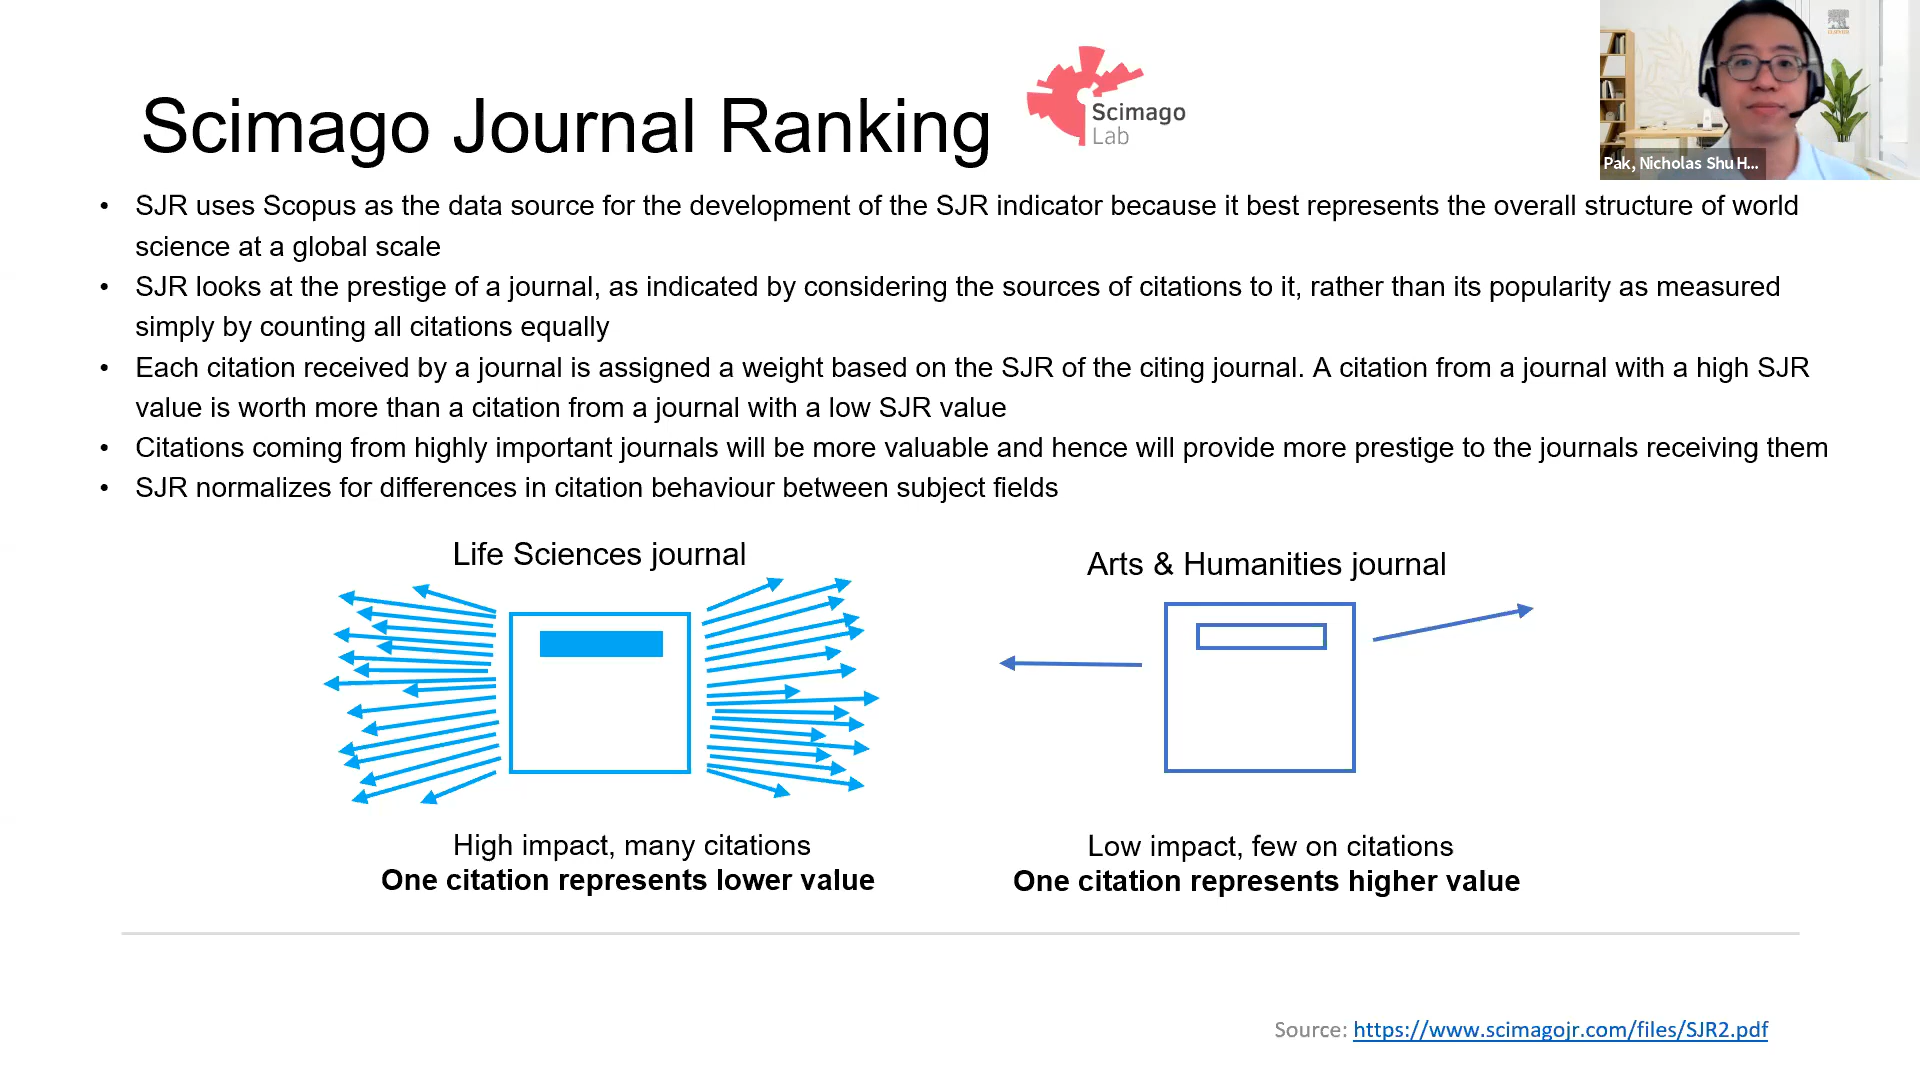 Scimago Journal Ranking
Scimago
Lab
Pak, Nicholas Shu H...
• SJR uses Scopus as the data source for the development of the SJR indicator because it best represents the overall structure of world
science at a global scale
• SJR looks at the prestige of a journal, as indicated by considering the sources of citations to it, rather than its popularity as measured
simply by counting all citations equally
• Each citation received by a journal is assigned a weight based on the SJR of the citing journal. A citation from a journal with a high SJR
value is worth more than a citation from a journal with a low SJR value
• Citations coming from highly important journals will be more valuable and hence will provide more prestige to the journals receiving them
• SJR normalizes for differences in citation behaviour between subject fields
Life Sciences journal
Arts & Humanities journal
High impact, many citations
One citation represents lower value
Low impact, few on citations
One citation represents higher value
Source: https://www.scimagojr.com/files/SJR2.pdf